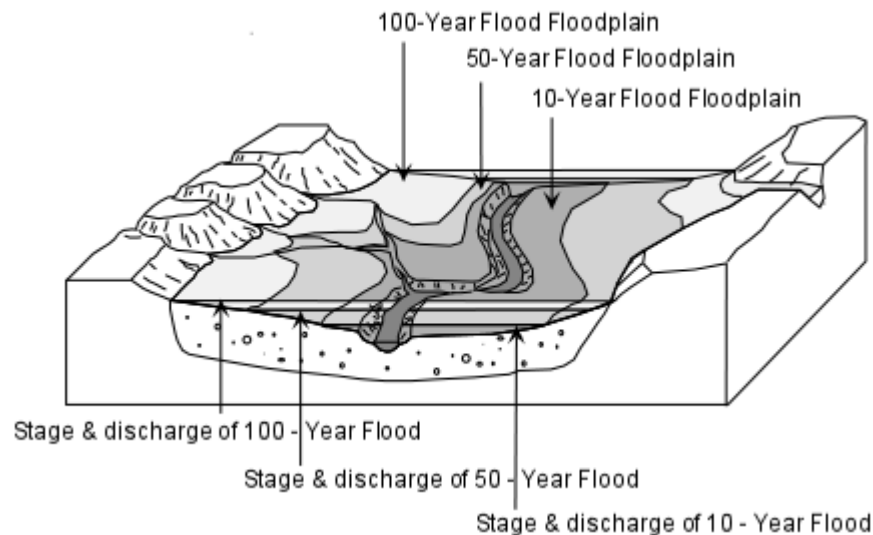 100-Year Flood Floodplain
50-Year Flood Floodplain
10-Year Flood Floodplain
Stage & discharge of 100 - Year Flood
Stage & discharge of 50 - Year Flood
Stage & discharge of 10 - Year Flood